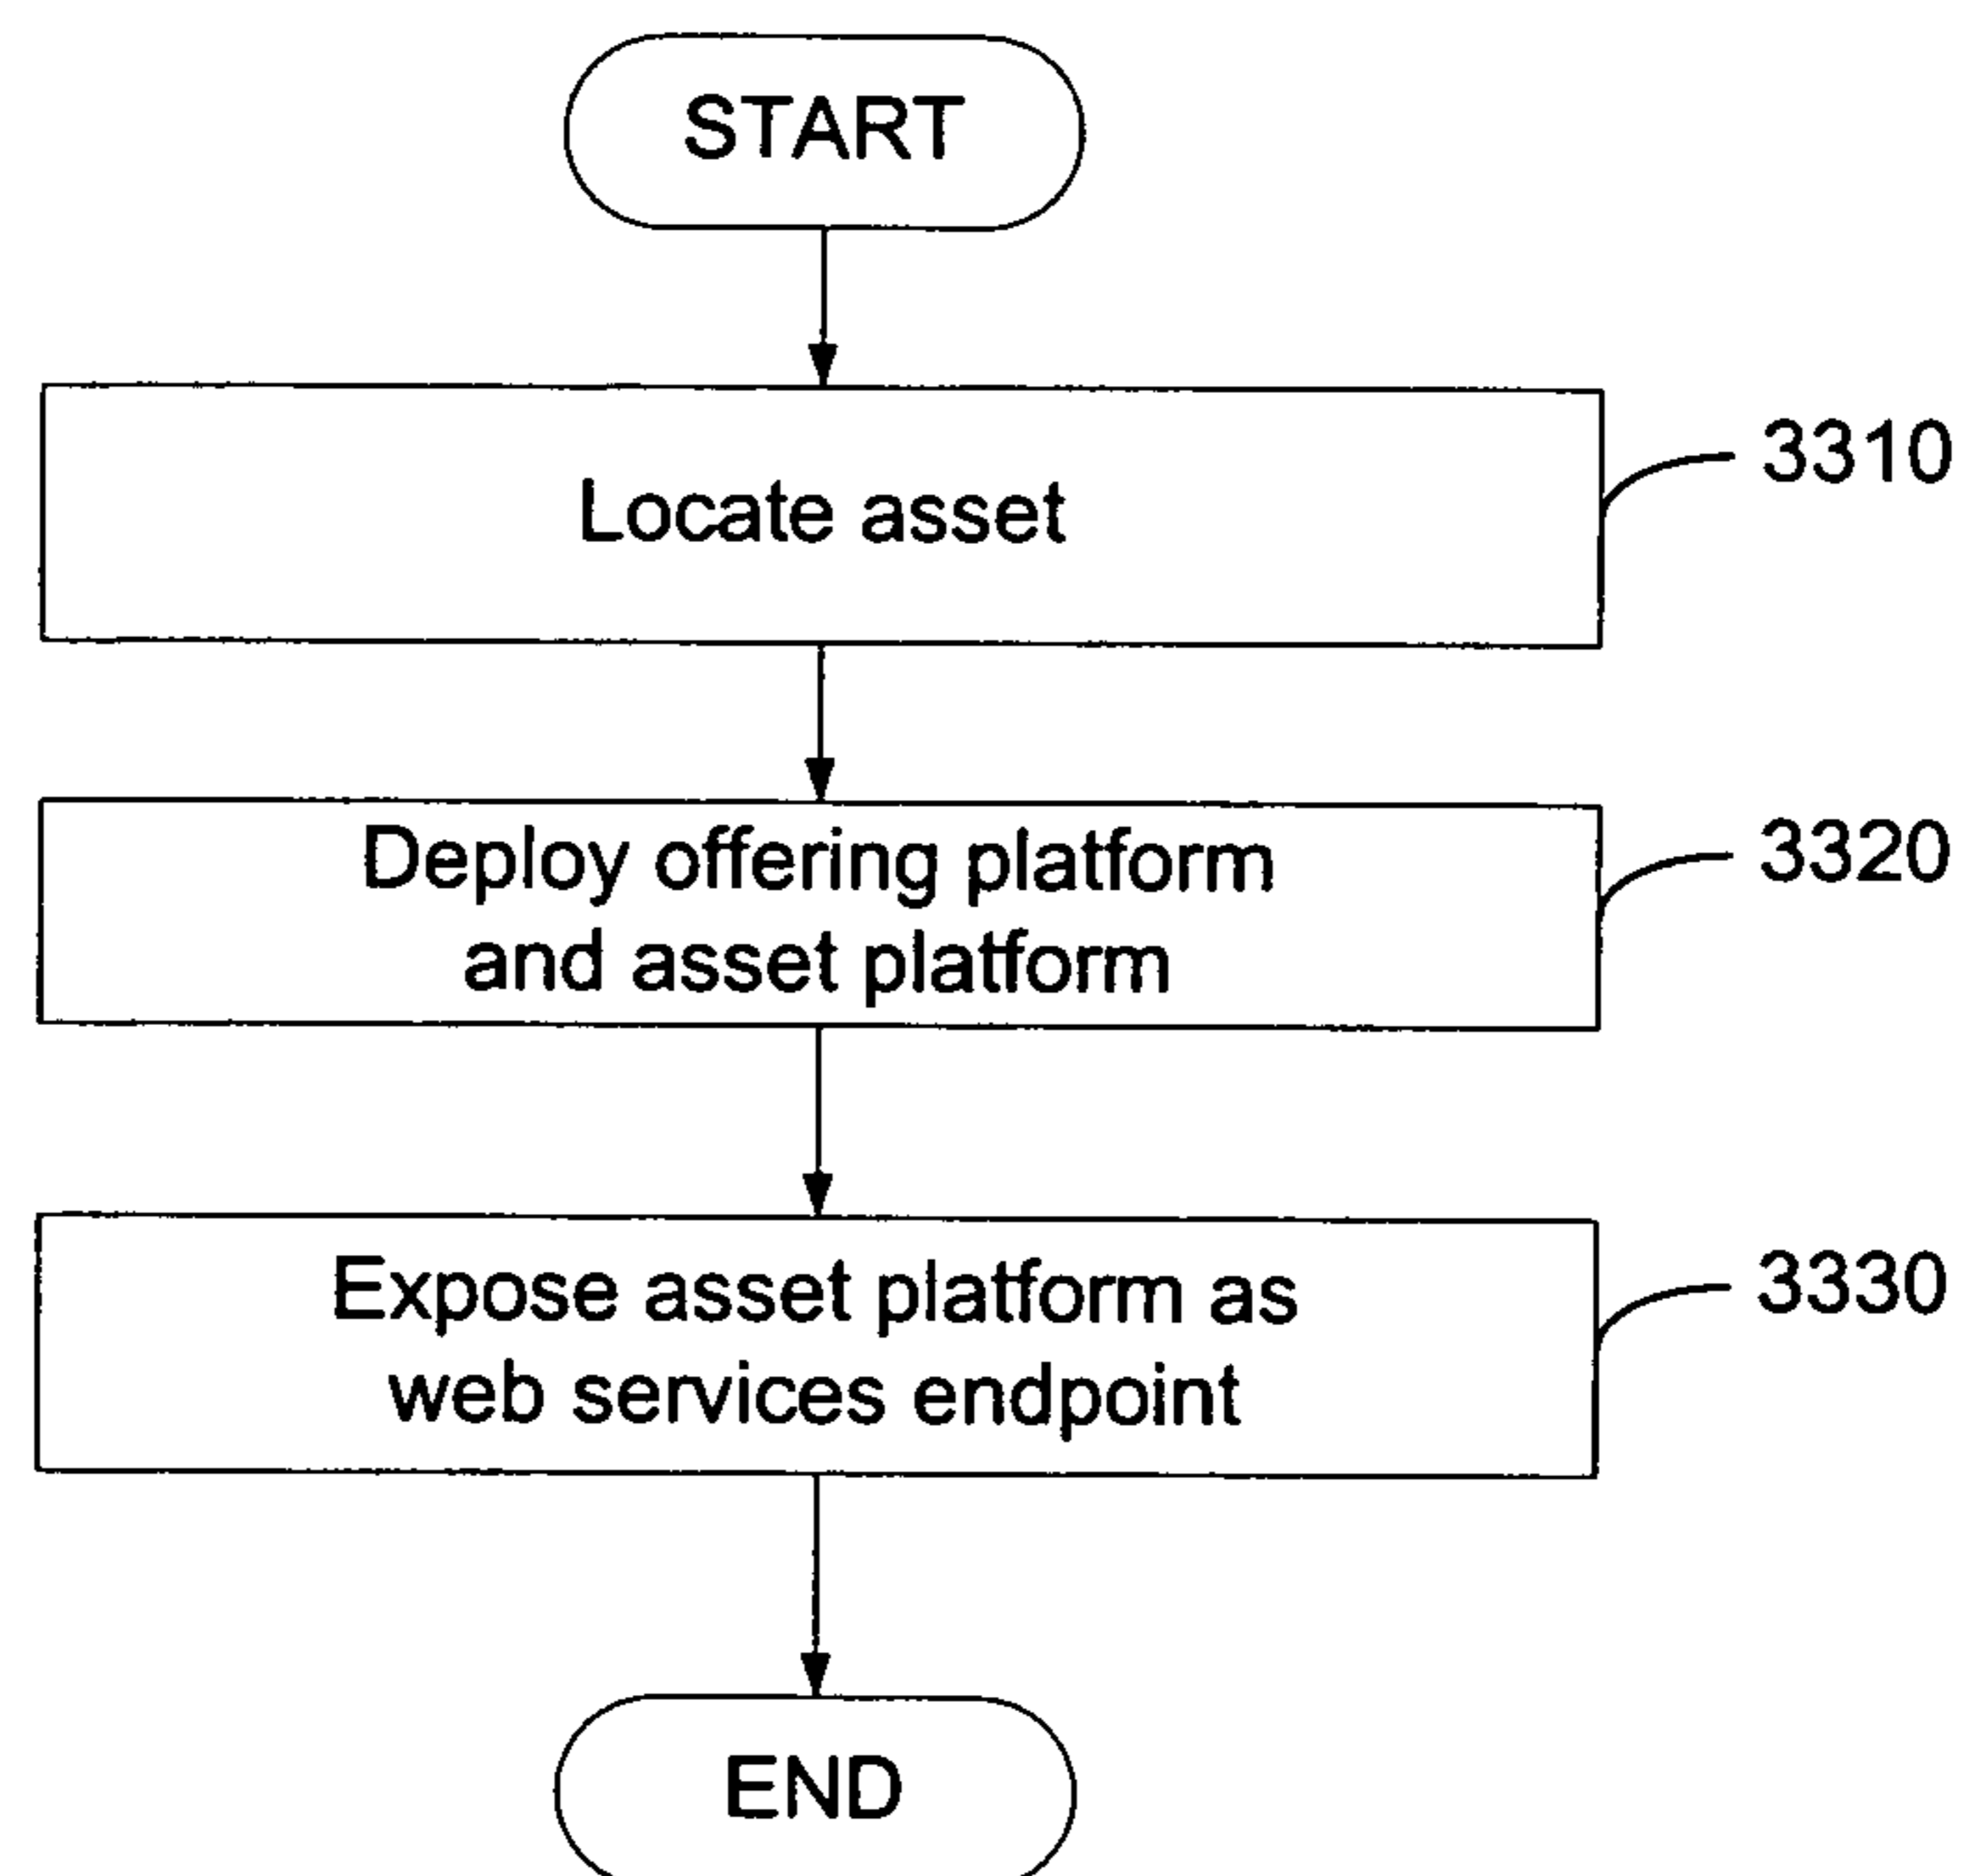 START
Locate asset
3310
Deploy offering platform
and asset platform
3320
Expose asset platform as
web services endpoint
3330
END